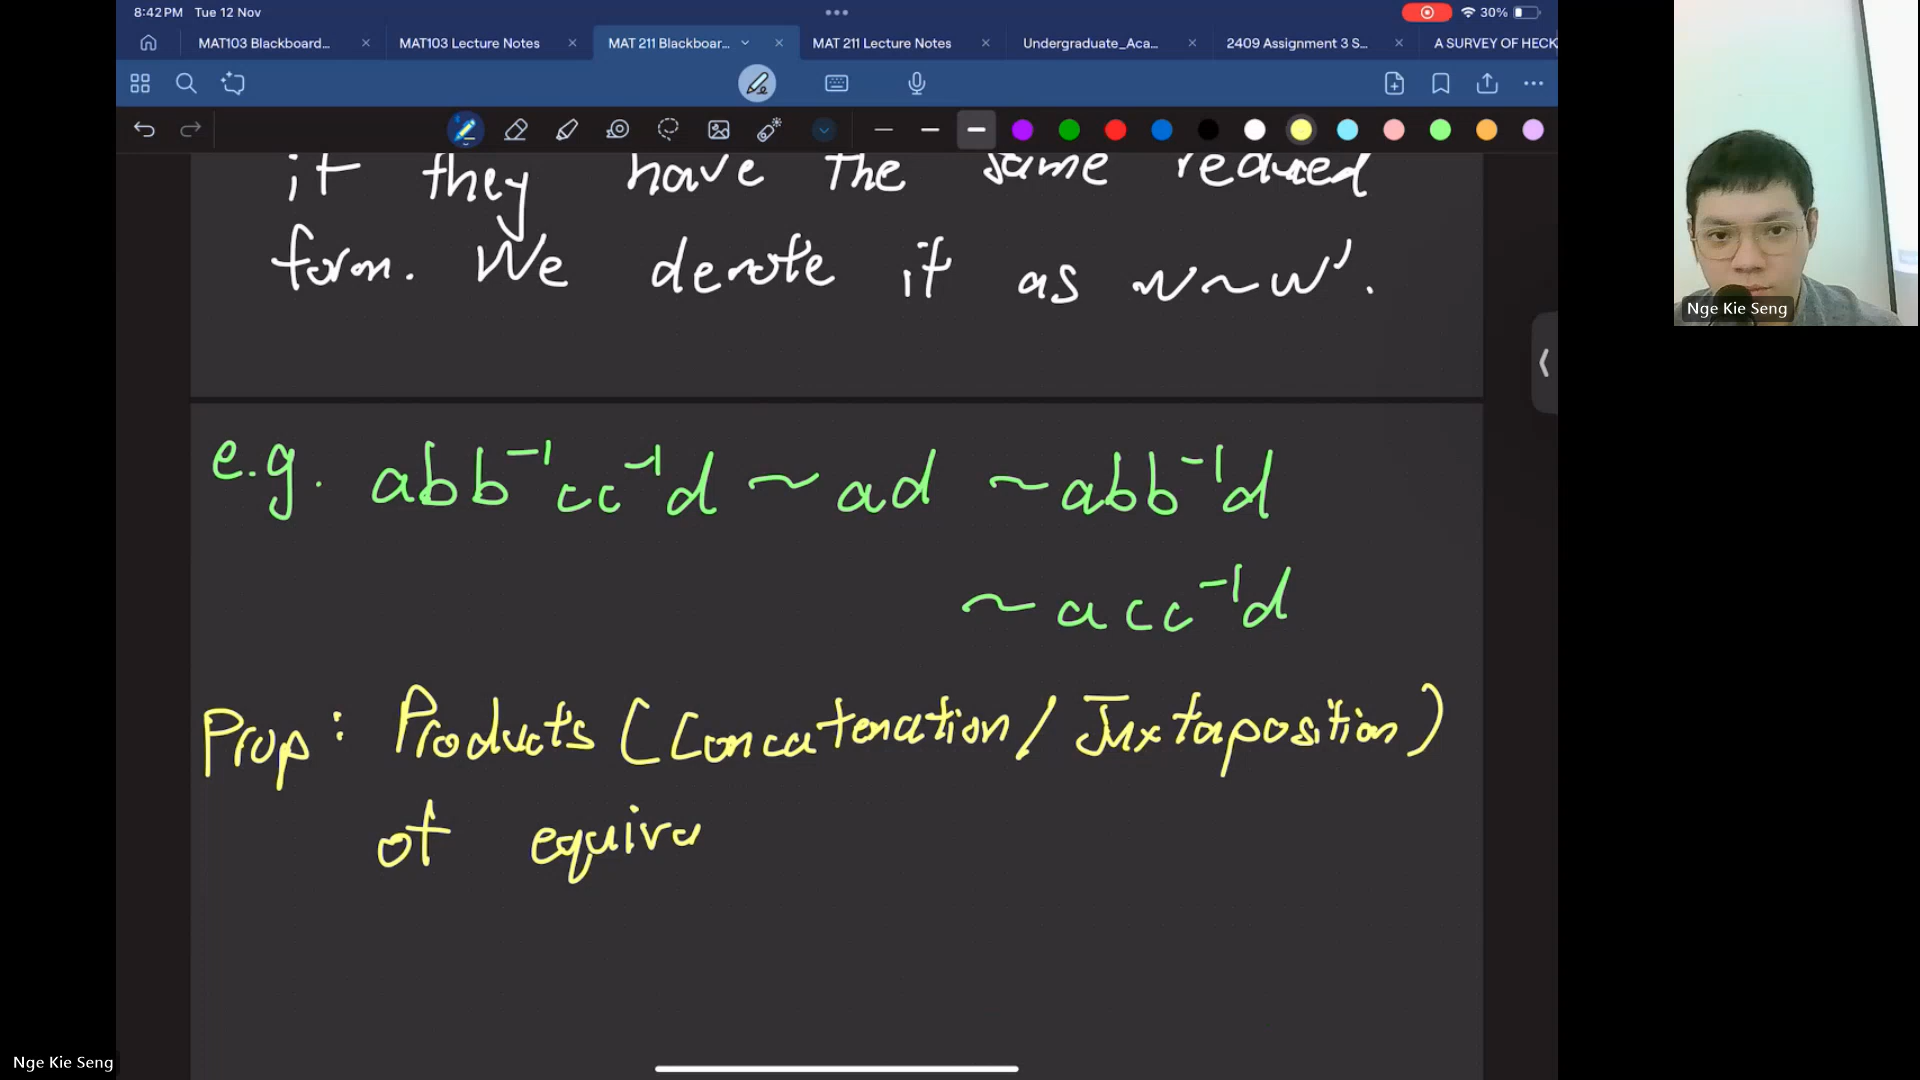 8:42 PM Tue 12 Nov
30%
MAT103 Blackboard...
MAT103 Lecture Notes
MAT 211 Blackboar...
MAT 211 Lecture Notes
Undergraduate_Aca...
2409 Assignment 3 S...
A SURVEY OF HECK
if they have the same reduced
form. We denote it as w~w'.
e.g. abb⁻¹cc⁻¹d ~ ad ~ abb⁻¹d
~ acc⁻¹d
Prop: Products (Concatenation / Juxtaposition)
of equiva
Nge Kie Seng
Nge Kie Seng